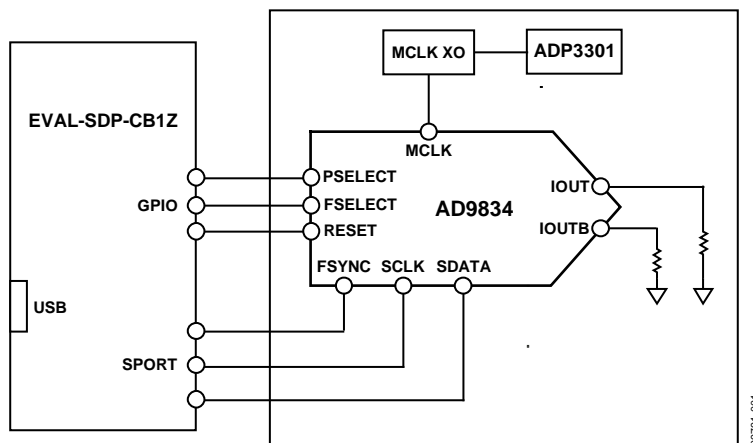 MCLK XO
ADP3301
EVAL-SDP-CB1Z
MCLK
PSELECT
IOUT
GPIO
FSELECT
AD9834
RESET
IOUTB
FSYNC
SCLK
SDATA
USB
SPORT